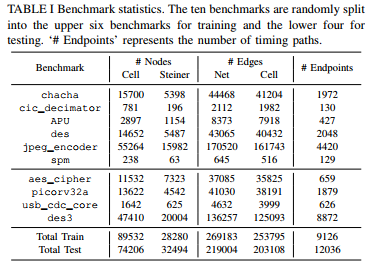 TABLE I Benchmark statistics. The ten benchmarks are randomly split
into the upper six benchmarks for training and the lower four for
testing. ‘# Endpoints’ represents the number of timing paths.
Benchmark # Nodes # Edges # Endpoints
Cell Steiner Net Cell
chacha 15700 5398 44468 41204 1972
cic_decimator 781 196 2112 1982 130
APU 2897 1154 8373 7918 427
des 14652 5487 43065 40432 2048
jpeg_encoder 55264 15982 170520 161743 4420
spm 238 63 645 516 129
aes_cipher 11532 7323 37085 35825 659
picorv32a 13622 4542 41030 38191 1879
usb_cdc_core 1642 625 4632 3999 626
des3 47410 20004 136257 125093 8872
Total Train 89532 28280 269183 253795 9126
Total Test 74206 32494 219004 203108 12036